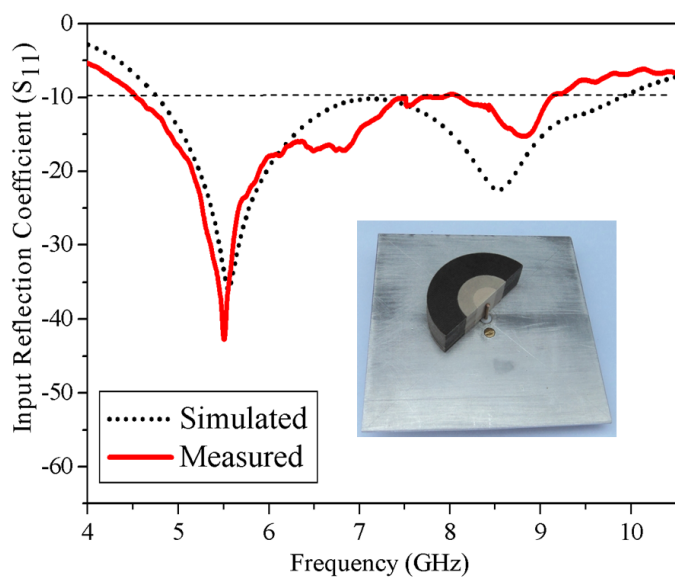 Input Reflection Coefficient (S11)
0
-10
-20
-30
-40
-50
-60
Simulated
Measured
4 5 6 7 8 9 10
Frequency (GHz)